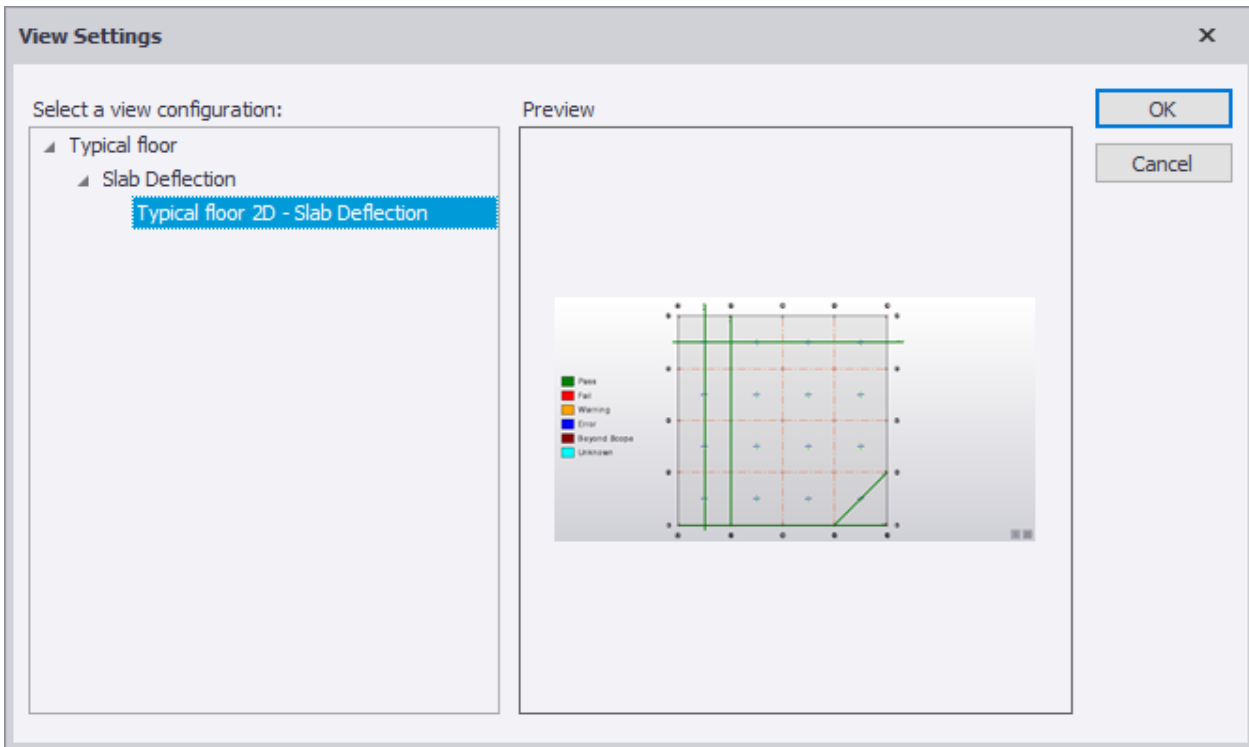 View Settings
Select a view configuration:
Preview
OK
Typical floor
Cancel
Slab Deflection
Typical floor 2D - Slab Deflection
Pass
Fail
Warning
Error
Beyond Scope
Unknown